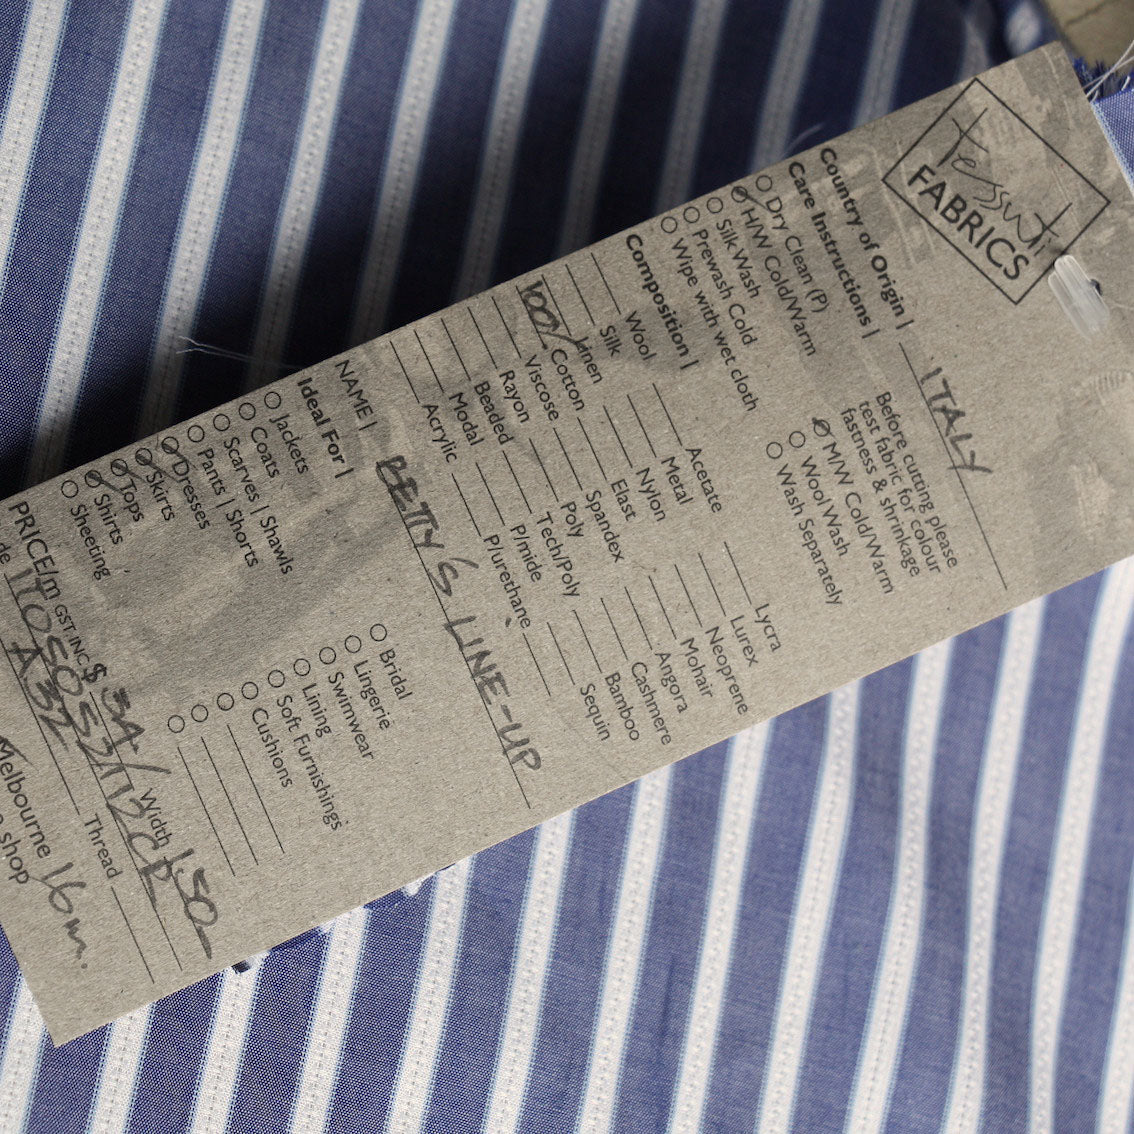 tessuti
FABRICS
Country of Origin | ITALY
Care Instructions |
Before cutting please
test fabric for colour
fastness & shrinkage
Dry Clean (P)
H/W Cold/Warm
Silk Wash
Prewash Cold
Wipe with wet cloth
M/W Cold/Warm
Wool Wash
Wash Separately
Composition |
Wool Acetate Lycra
Silk Metal Lurex
Linen Nylon Neoprene
100% Cotton Elast Mohair
Viscose Spandex Angora
Rayon Poly Cashmere
Beaded Tech/Poly Bamboo
Modal P/mide Sequin
Acrylic P/urethane
NAME | BETTY'S LINE-UP
Ideal For |
Jackets Bridal
Coats Lingerie
Scarves | Shawls Swimwear
Pants | Shorts Lining
Dresses Soft Furnishings
Skirts Cushions
Tops
Shirts
Sheeting
PRICE/m GST INC $ 34. Width 1.50
A32 Thread
Melbourne 16m.
shop